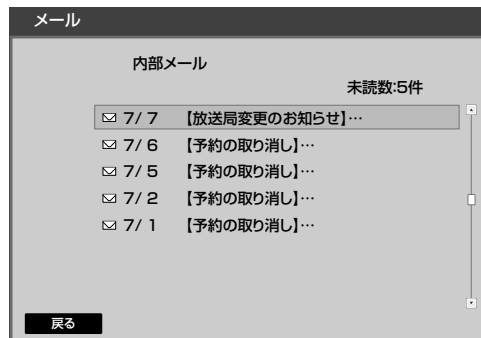 メール
内部メール
未読数:5件
7/ 7 【放送局変更のお知らせ】…
7/ 6 【予約の取り消し】…
7/ 5 【予約の取り消し】…
7/ 2 【予約の取り消し】…
7/ 1 【予約の取り消し】…
戻る